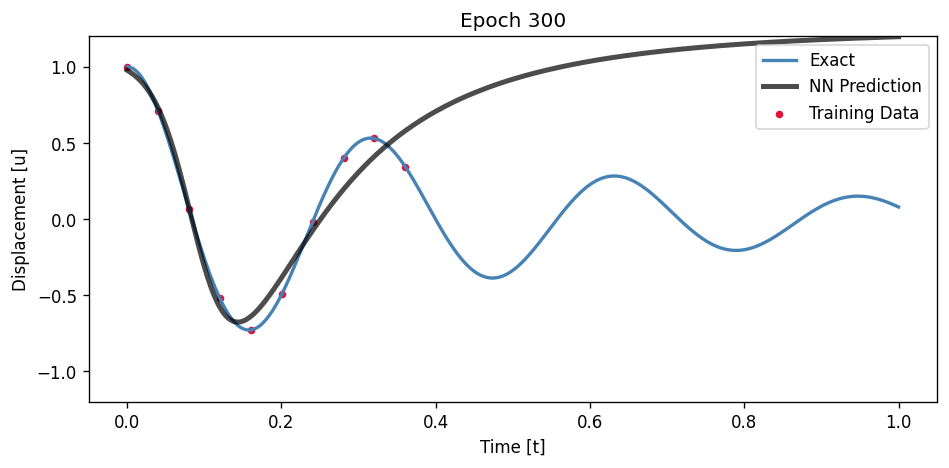 Epoch 300
Exact
NN Prediction
Training Data
Displacement [u]
1.0
0.5
0.0
−0.5
−1.0
0.0 0.2 0.4 0.6 0.8 1.0
Time [t]